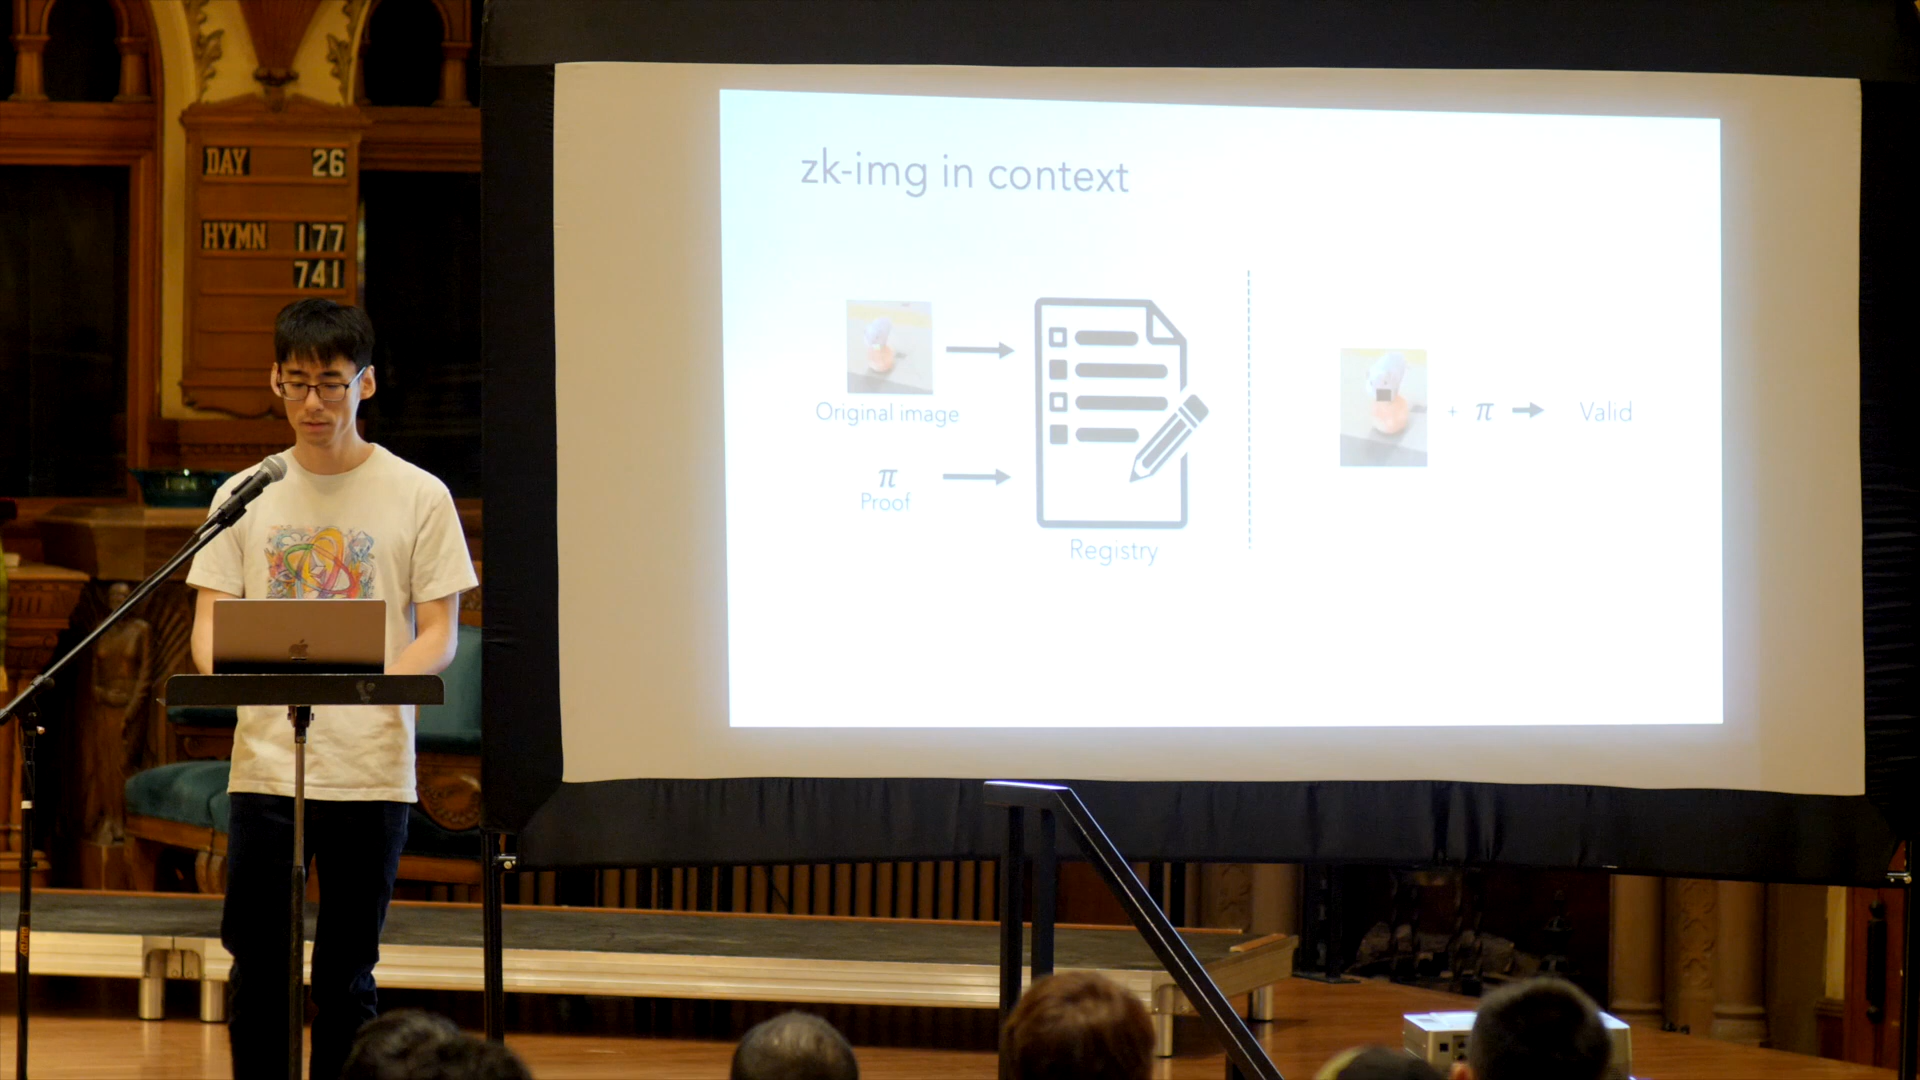 DAY 26
HYMN 177
741
zk-img in context
Original image
π
Proof
Registry
+ π
Valid